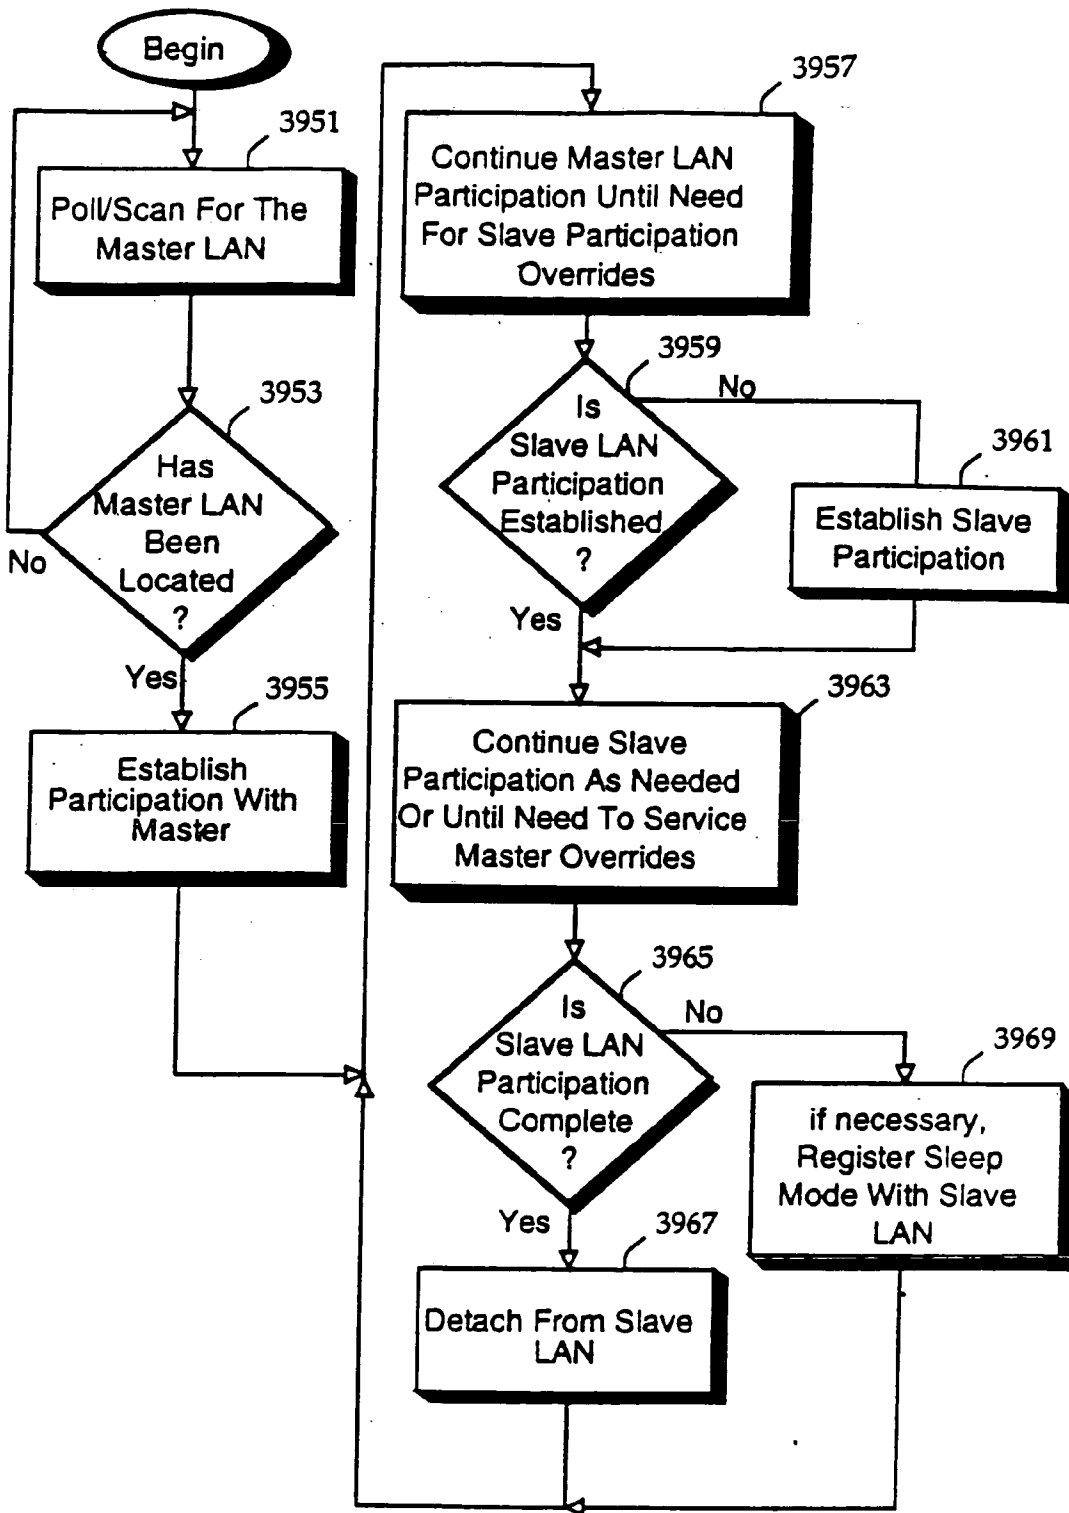 Begin
3951
Poll/Scan For The
Master LAN
3953
Has
Master LAN
Been
Located
?
No
Yes
3955
Establish
Participation With
Master
3957
Continue Master LAN
Participation Until Need
For Slave Participation
Overrides
3959
Is
Slave LAN
Participation
Established
?
No
Yes
3961
Establish Slave
Participation
3963
Continue Slave
Participation As Needed
Or Until Need To Service
Master Overrides
3965
Is
Slave LAN
Participation
Complete
?
No
Yes
3969
if necessary,
Register Sleep
Mode With Slave
LAN
3967
Detach From Slave
LAN